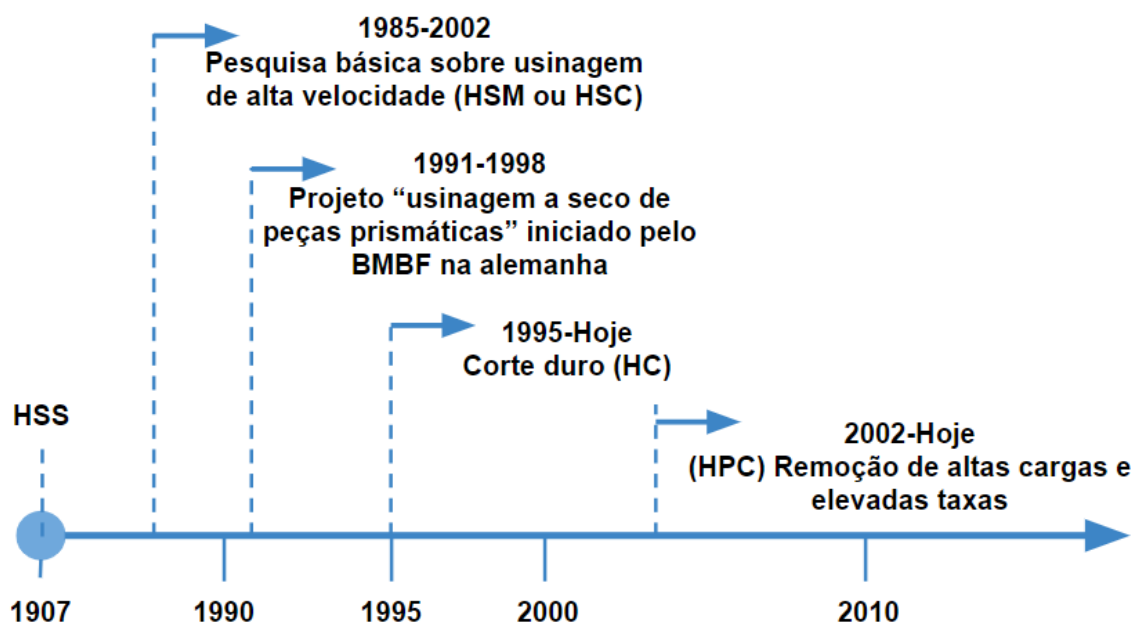 1985-2002
Pesquisa básica sobre usinagem
de alta velocidade (HSM ou HSC)
1991-1998
Projeto “usinagem a seco de
peças prismáticas” iniciado pelo
BMBF na alemanha
1995-Hoje
Corte duro (HC)
HSS
2002-Hoje
(HPC) Remoção de altas cargas e
elevadas taxas
1907
1990
1995
2000
2010